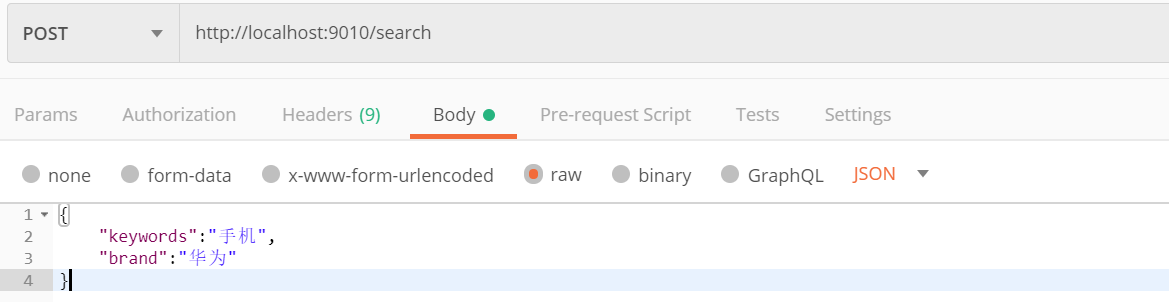 POST http://localhost:9010/search
Params Authorization Headers (9) Body Pre-request Script Tests Settings
none form-data x-www-form-urlencoded raw binary GraphQL JSON
1 {
2 "keywords":"手机",
3 "brand":"华为"
4 }